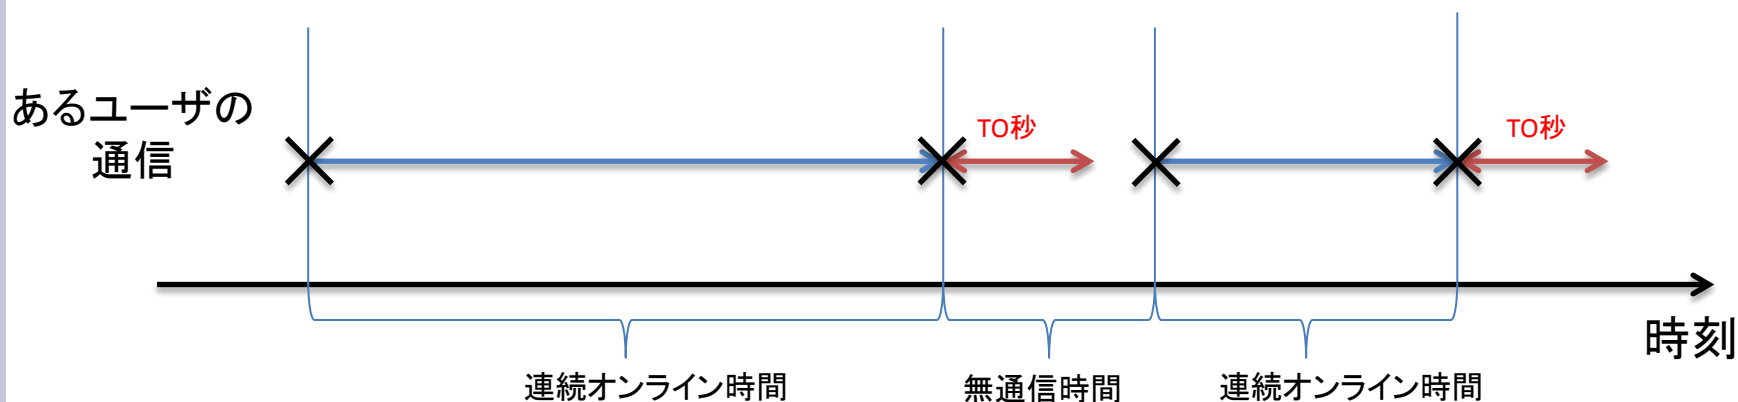 あるユーザの
通信
TO秒
TO秒
時刻
連続オンライン時間
無通信時間
連続オンライン時間